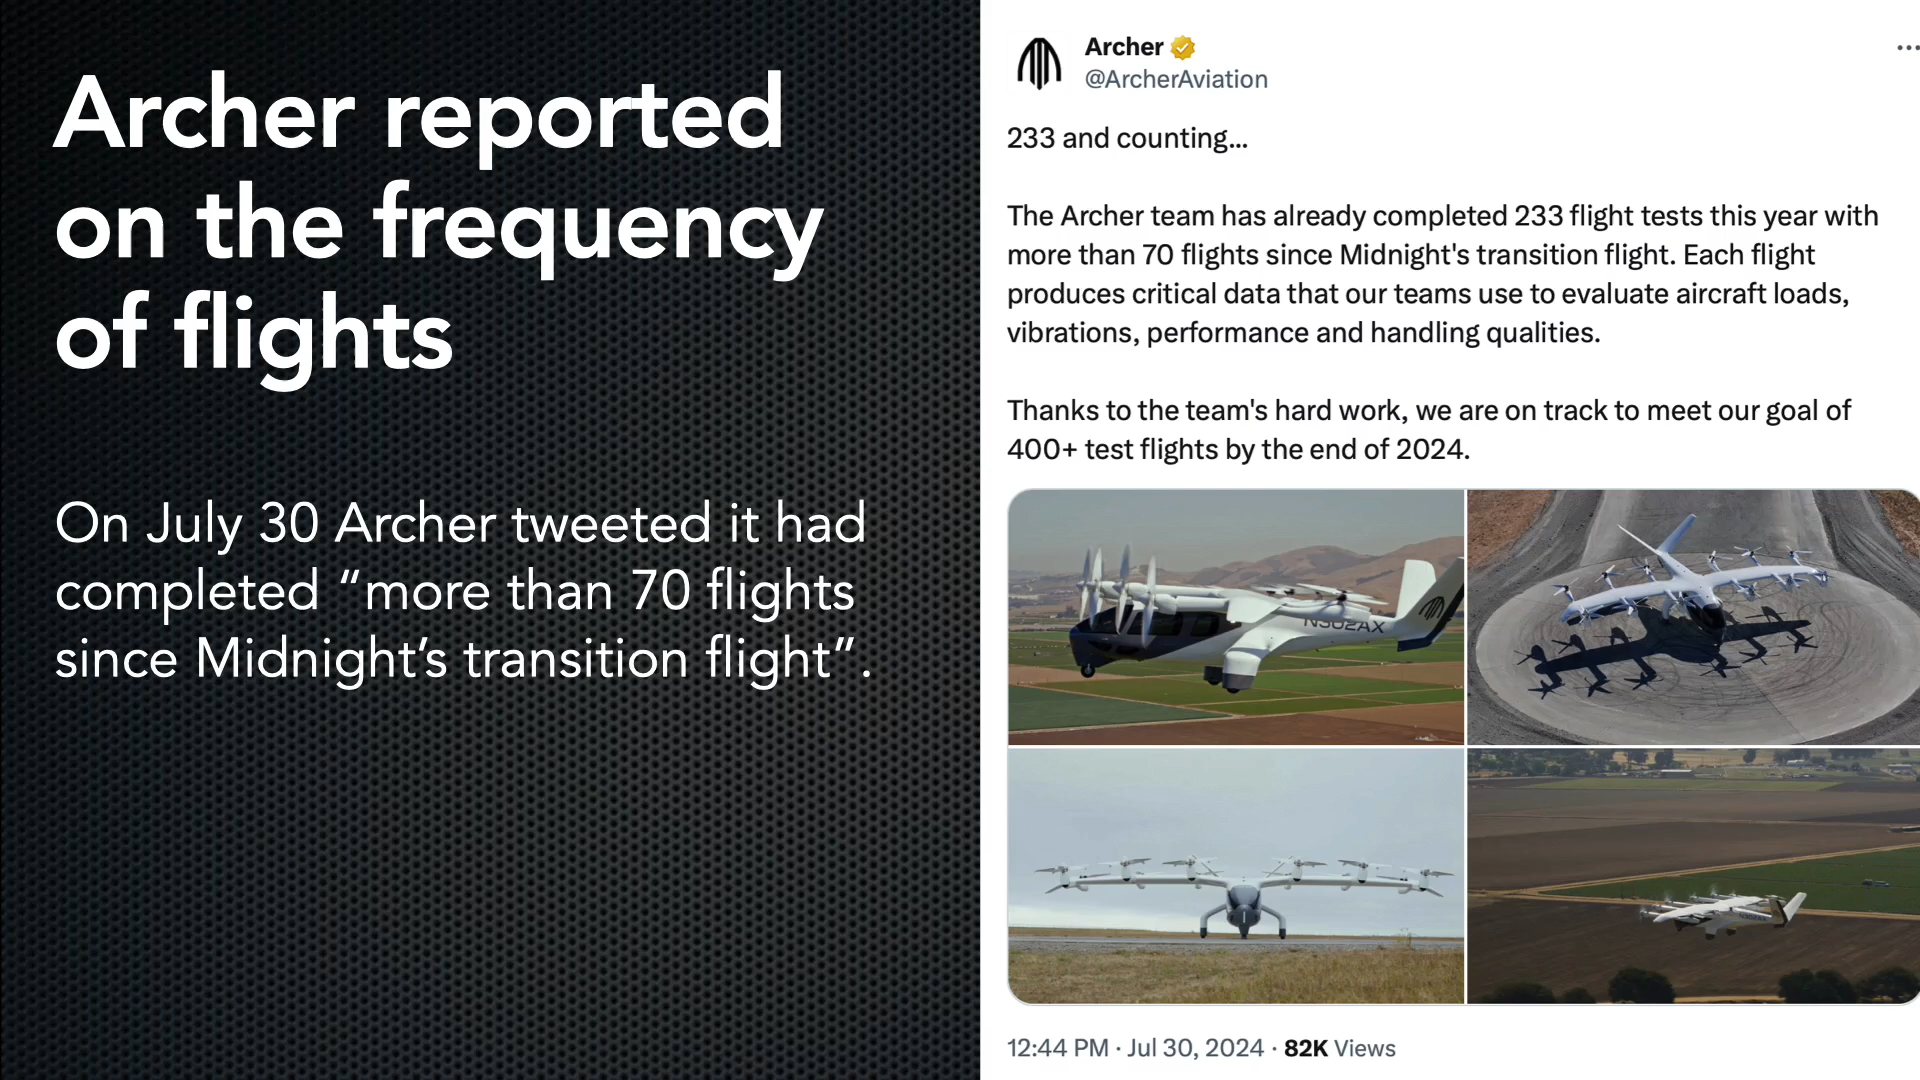 Archer reported
on the frequency
of flights
On July 30 Archer tweeted it had
completed “more than 70 flights
since Midnight’s transition flight”.
Archer
@ArcherAviation
233 and counting...
The Archer team has already completed 233 flight tests this year with
more than 70 flights since Midnight's transition flight. Each flight
produces critical data that our teams use to evaluate aircraft loads,
vibrations, performance and handling qualities.
Thanks to the team's hard work, we are on track to meet our goal of
400+ test flights by the end of 2024.
N302AX
12:44 PM · Jul 30, 2024 · 82K Views